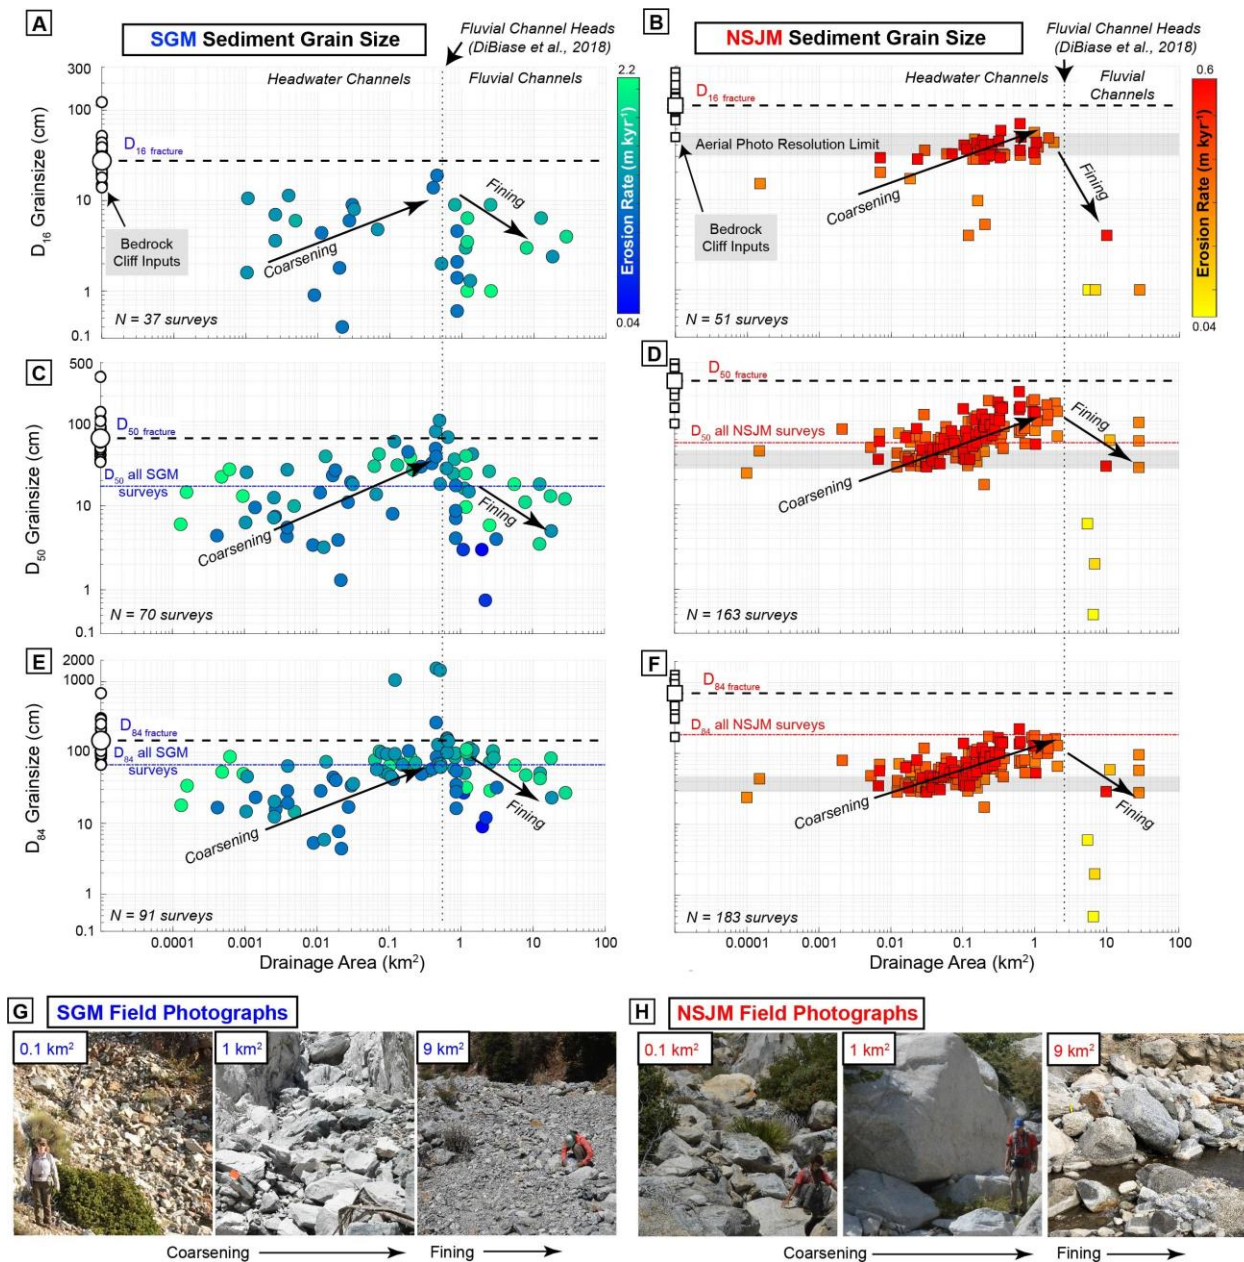 A
SGM Sediment Grain Size
Fluvial Channel Heads
(DiBiase et al., 2018)
Headwater Channels
Fluvial Channels
300
100
10
1
0.1
D16 Grainsize (cm)
D16 fracture
Bedrock
Cliff Inputs
Coarsening
Fining
N = 37 surveys
2.2
Erosion Rate (m kyr-1)
0.04
B
NSJM Sediment Grain Size
Fluvial Channel Heads
(DiBiase et al., 2018)
Headwater Channels
Fluvial
Channels
D16 fracture
Aerial Photo Resolution Limit
Bedrock
Cliff Inputs
Coarsening
Fining
N = 51 surveys
0.6
Erosion Rate (m kyr-1)
0.04
C
500
100
10
1
0.1
D50 Grainsize (cm)
D50 fracture
D50 all SGM
surveys
Coarsening
Fining
N = 70 surveys
D
D50 fracture
D50 all NSJM surveys
Coarsening
Fining
N = 163 surveys
E
2000
1000
100
10
1
0.1
D84 Grainsize (cm)
D84 fracture
D84 all SGM
surveys
Coarsening
Fining
N = 91 surveys
0.0001 0.001 0.01 0.1 1 10 100
Drainage Area (km2)
F
D84 fracture
D84 all NSJM surveys
Coarsening
Fining
N = 183 surveys
0.0001 0.001 0.01 0.1 1 10 100
Drainage Area (km2)
G
SGM Field Photographs
0.1 km2
1 km2
9 km2
Coarsening
Fining
H
NSJM Field Photographs
0.1 km2
1 km2
9 km2
Coarsening
Fining